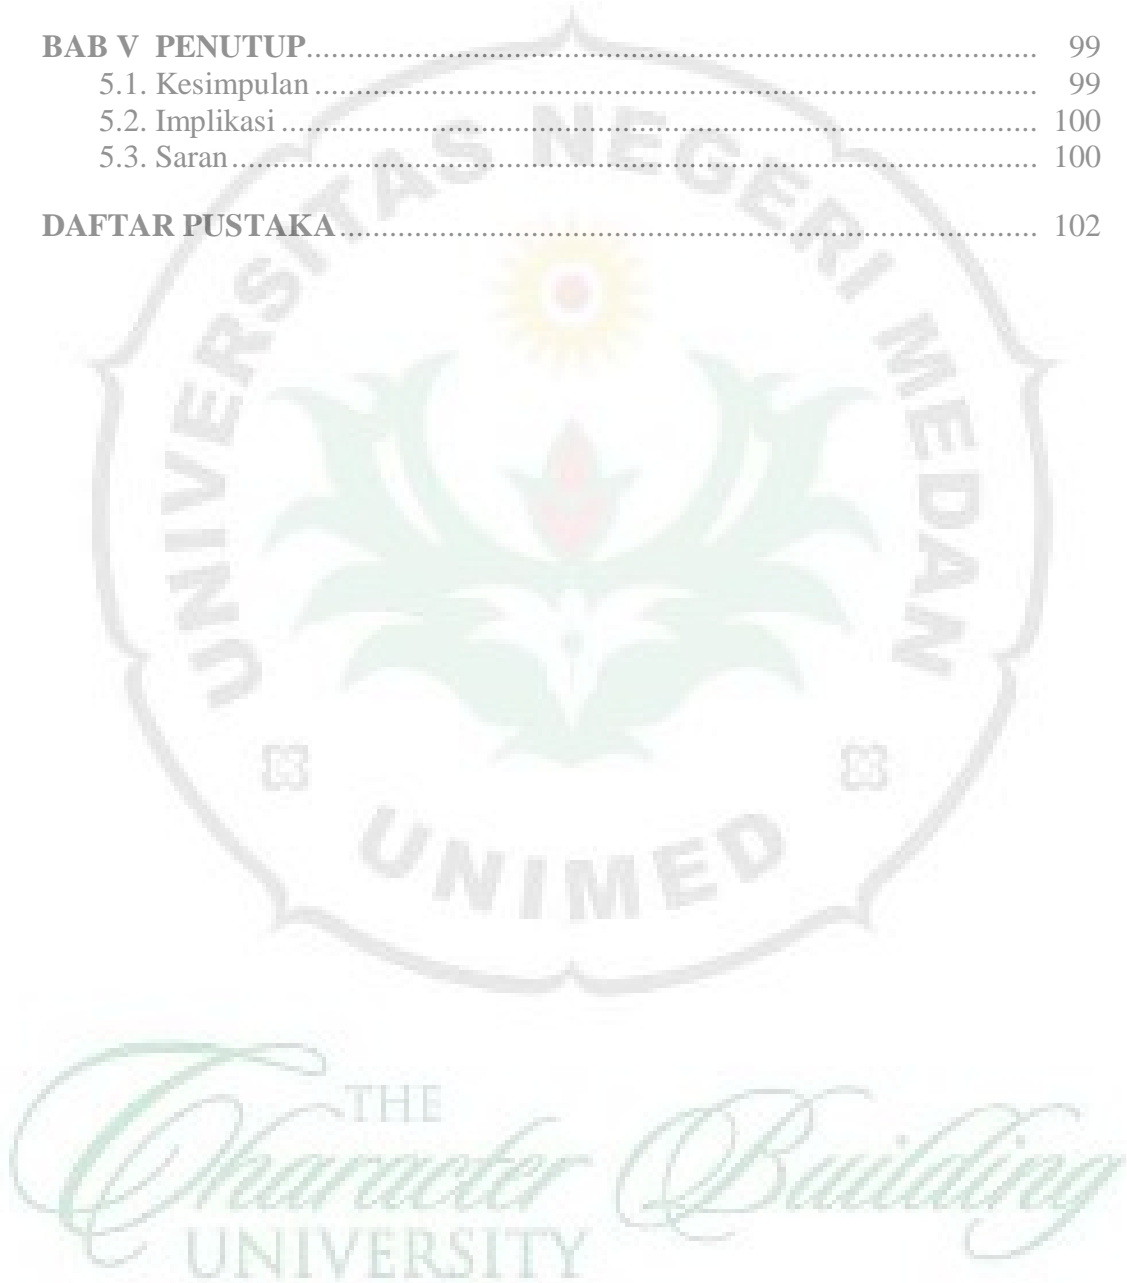 BAB V PENUTUP........................................................................................ 99
5.1. Kesimpulan ....................................................................................... 99
5.2. Implikasi ........................................................................................... 100
5.3. Saran ................................................................................................. 100
DAFTAR PUSTAKA .................................................................................... 102
UNIVERSITAS NEGERI MEDAN
UNIMED
THE
Character Building
UNIVERSITY